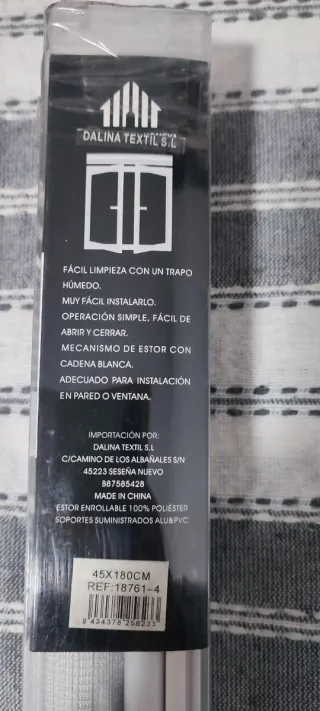 DALINA TEXTIL S.L
FÁCIL LIMPIEZA CON UN TRAPO
HÚMEDO.
MUY FÁCIL INSTALARLO.
OPERACIÓN SIMPLE, FÁCIL DE
ABRIR Y CERRAR.
MECANISMO DE ESTOR CON
CADENA BLANCA.
ADECUADO PARA INSTALACIÓN
EN PARED O VENTANA.
IMPORTACIÓN POR:
DALINA TEXTIL S.L
C/CAMINO DE LOS ALBAÑALES S/N
45223 SESEÑA NUEVO
B87585428
MADE IN CHINA
ESTOR ENROLLABLE 100% POLIÉSTER
SOPORTES SUMINISTRADOS ALU&PVC
45X180CM
REF:18761-4
8 434378 256233